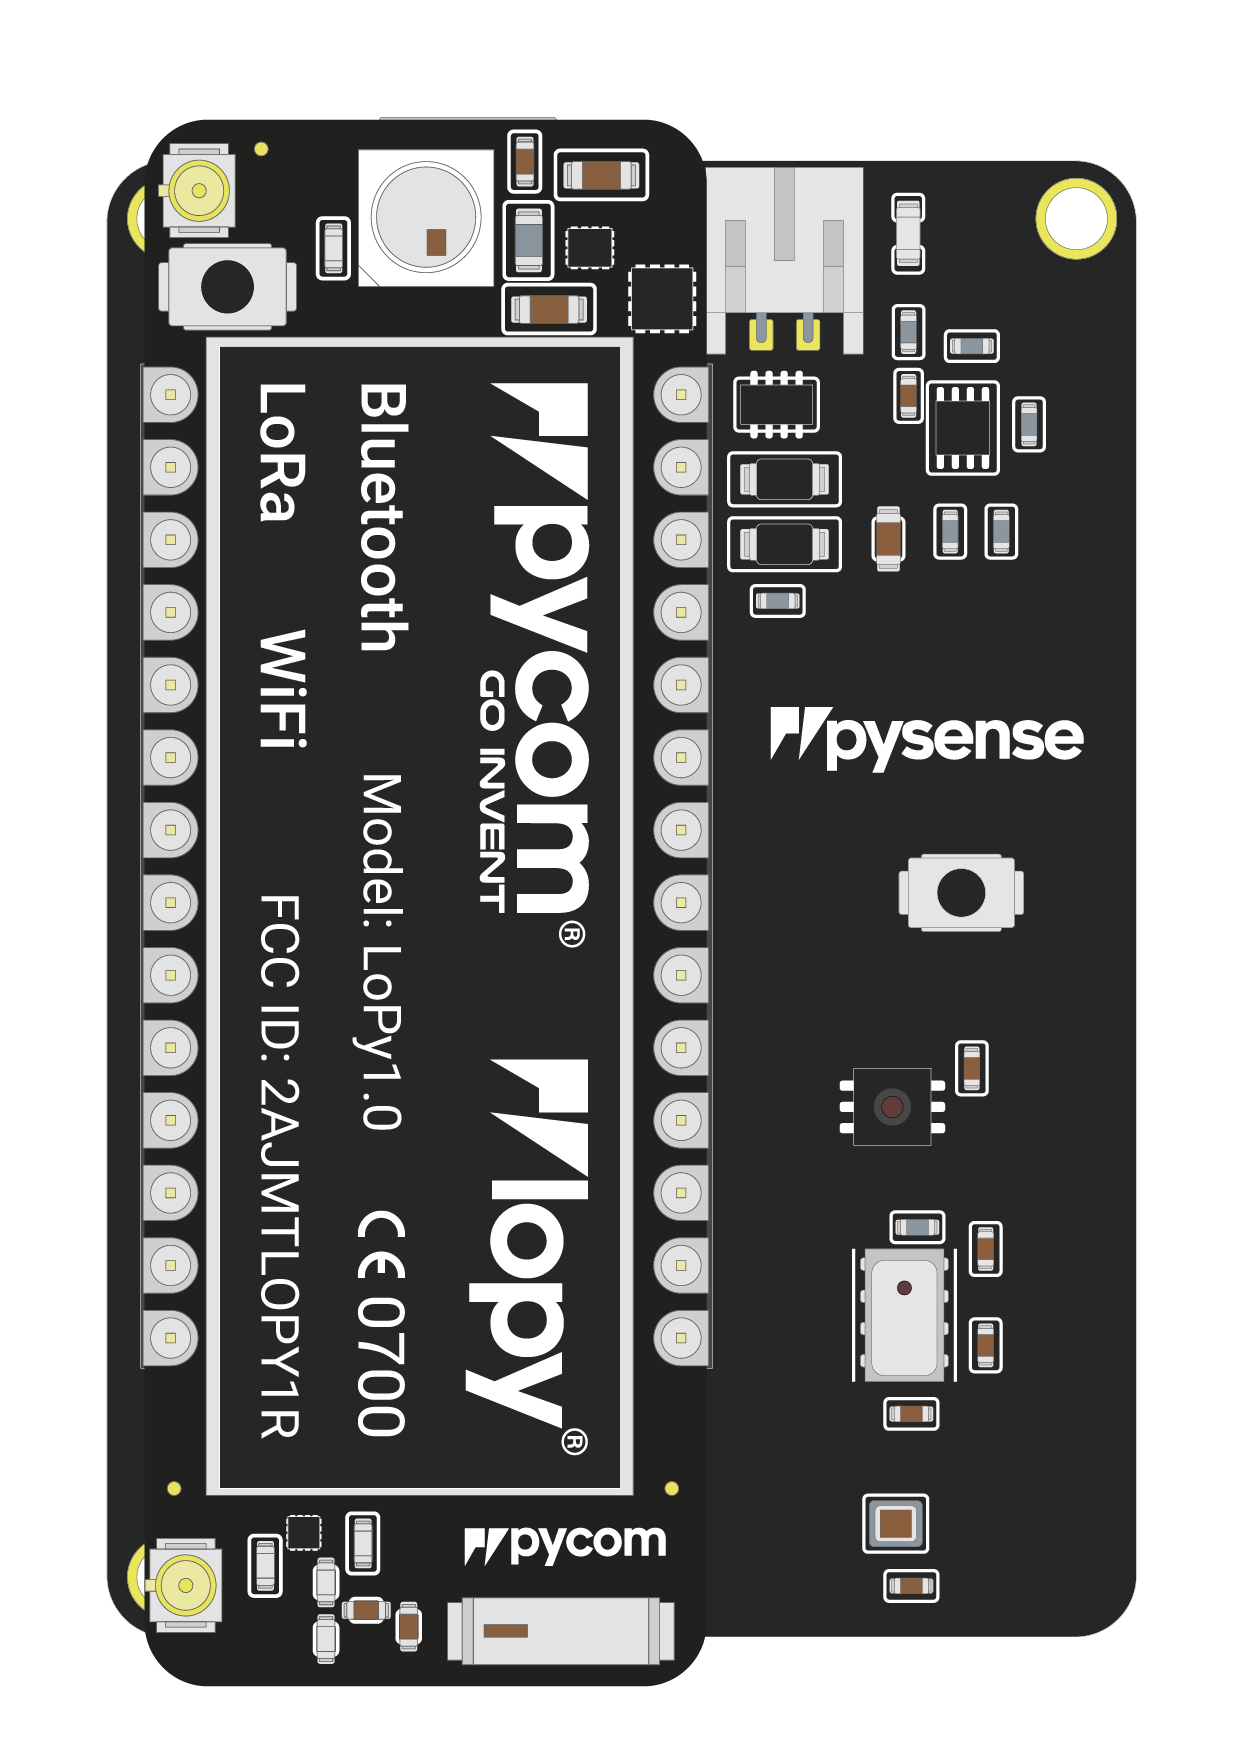 pycom®
GO INVENT
lopy®
Bluetooth
Model: LoPy1.0
CE 0700
LoRa
WiFi
FCC ID: 2AJMTLOPY1R
pysense
pycom